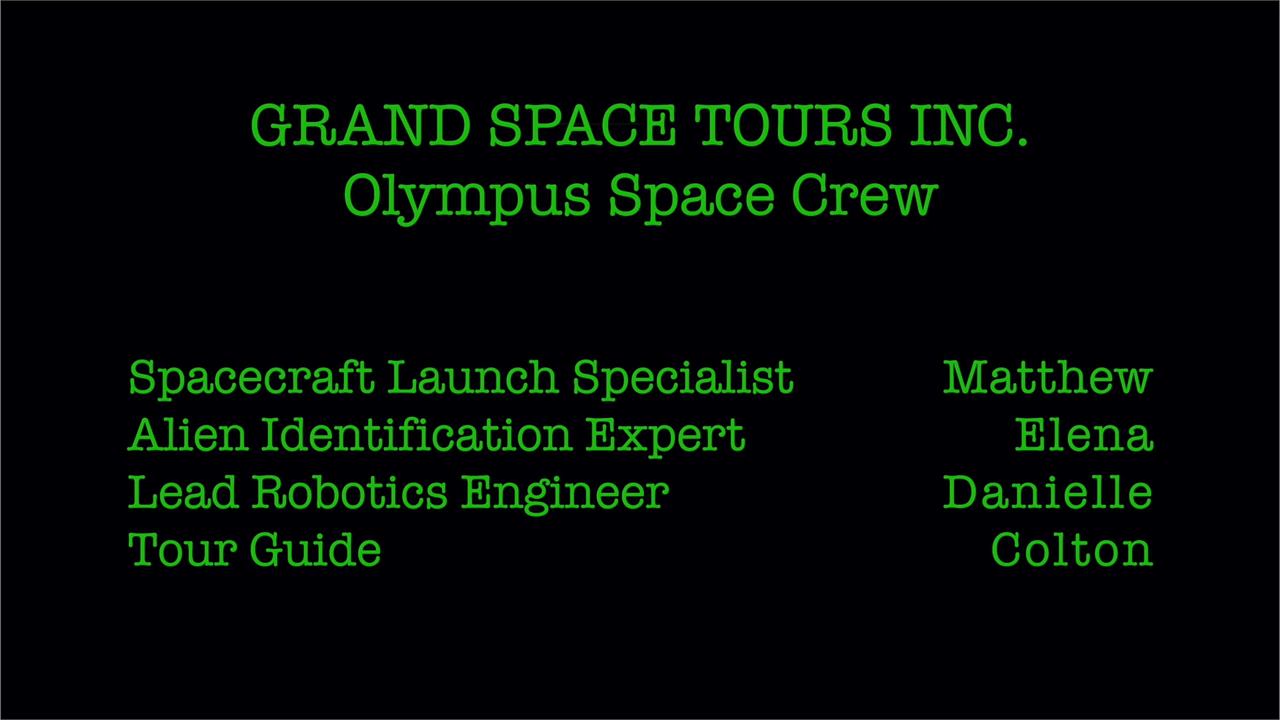 GRAND SPACE TOURS INC.
Olympus Space Crew
Spacecraft Launch Specialist Matthew
Alien Identification Expert Elena
Lead Robotics Engineer Danielle
Tour Guide Colton